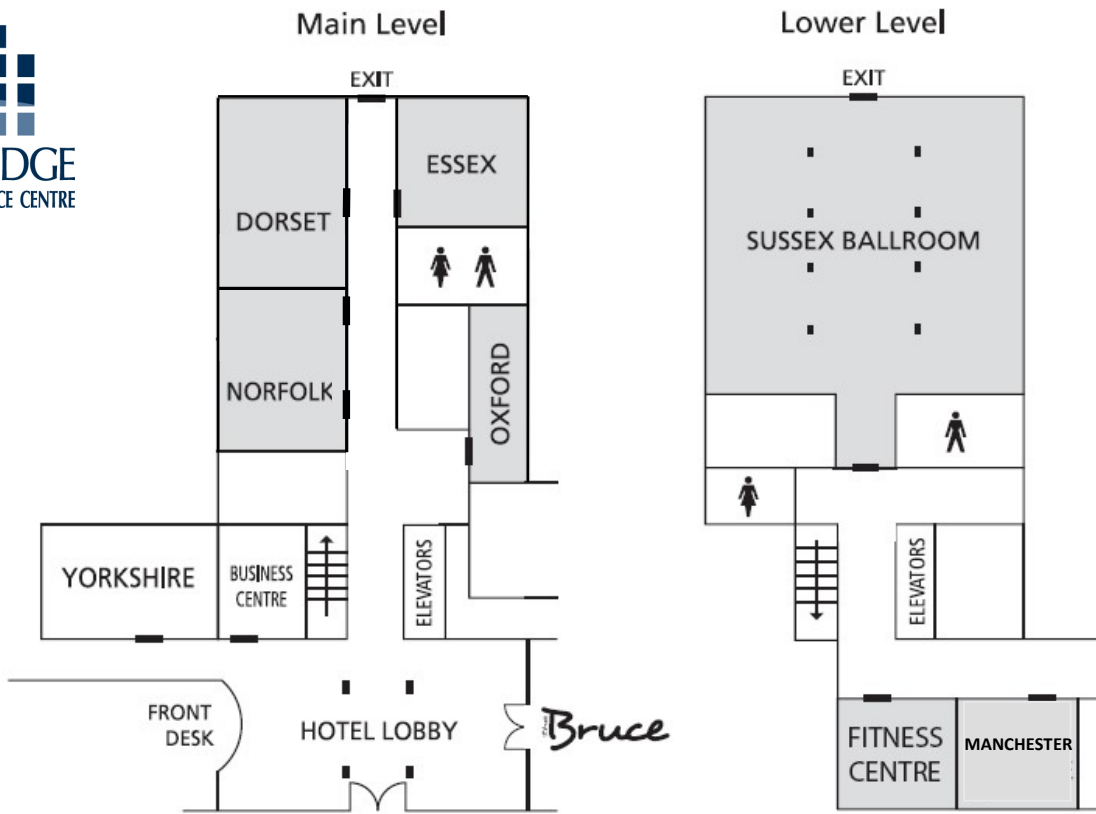 Main Level
Lower Level
DGE
CE CENTRE
EXIT
ESSEX
DORSET
NORFOLK
OXFORD
YORKSHIRE
BUSINESS
CENTRE
ELEVATORS
FRONT
DESK
HOTEL LOBBY
the Bruce
EXIT
SUSSEX BALLROOM
ELEVATORS
FITNESS
CENTRE
MANCHESTER